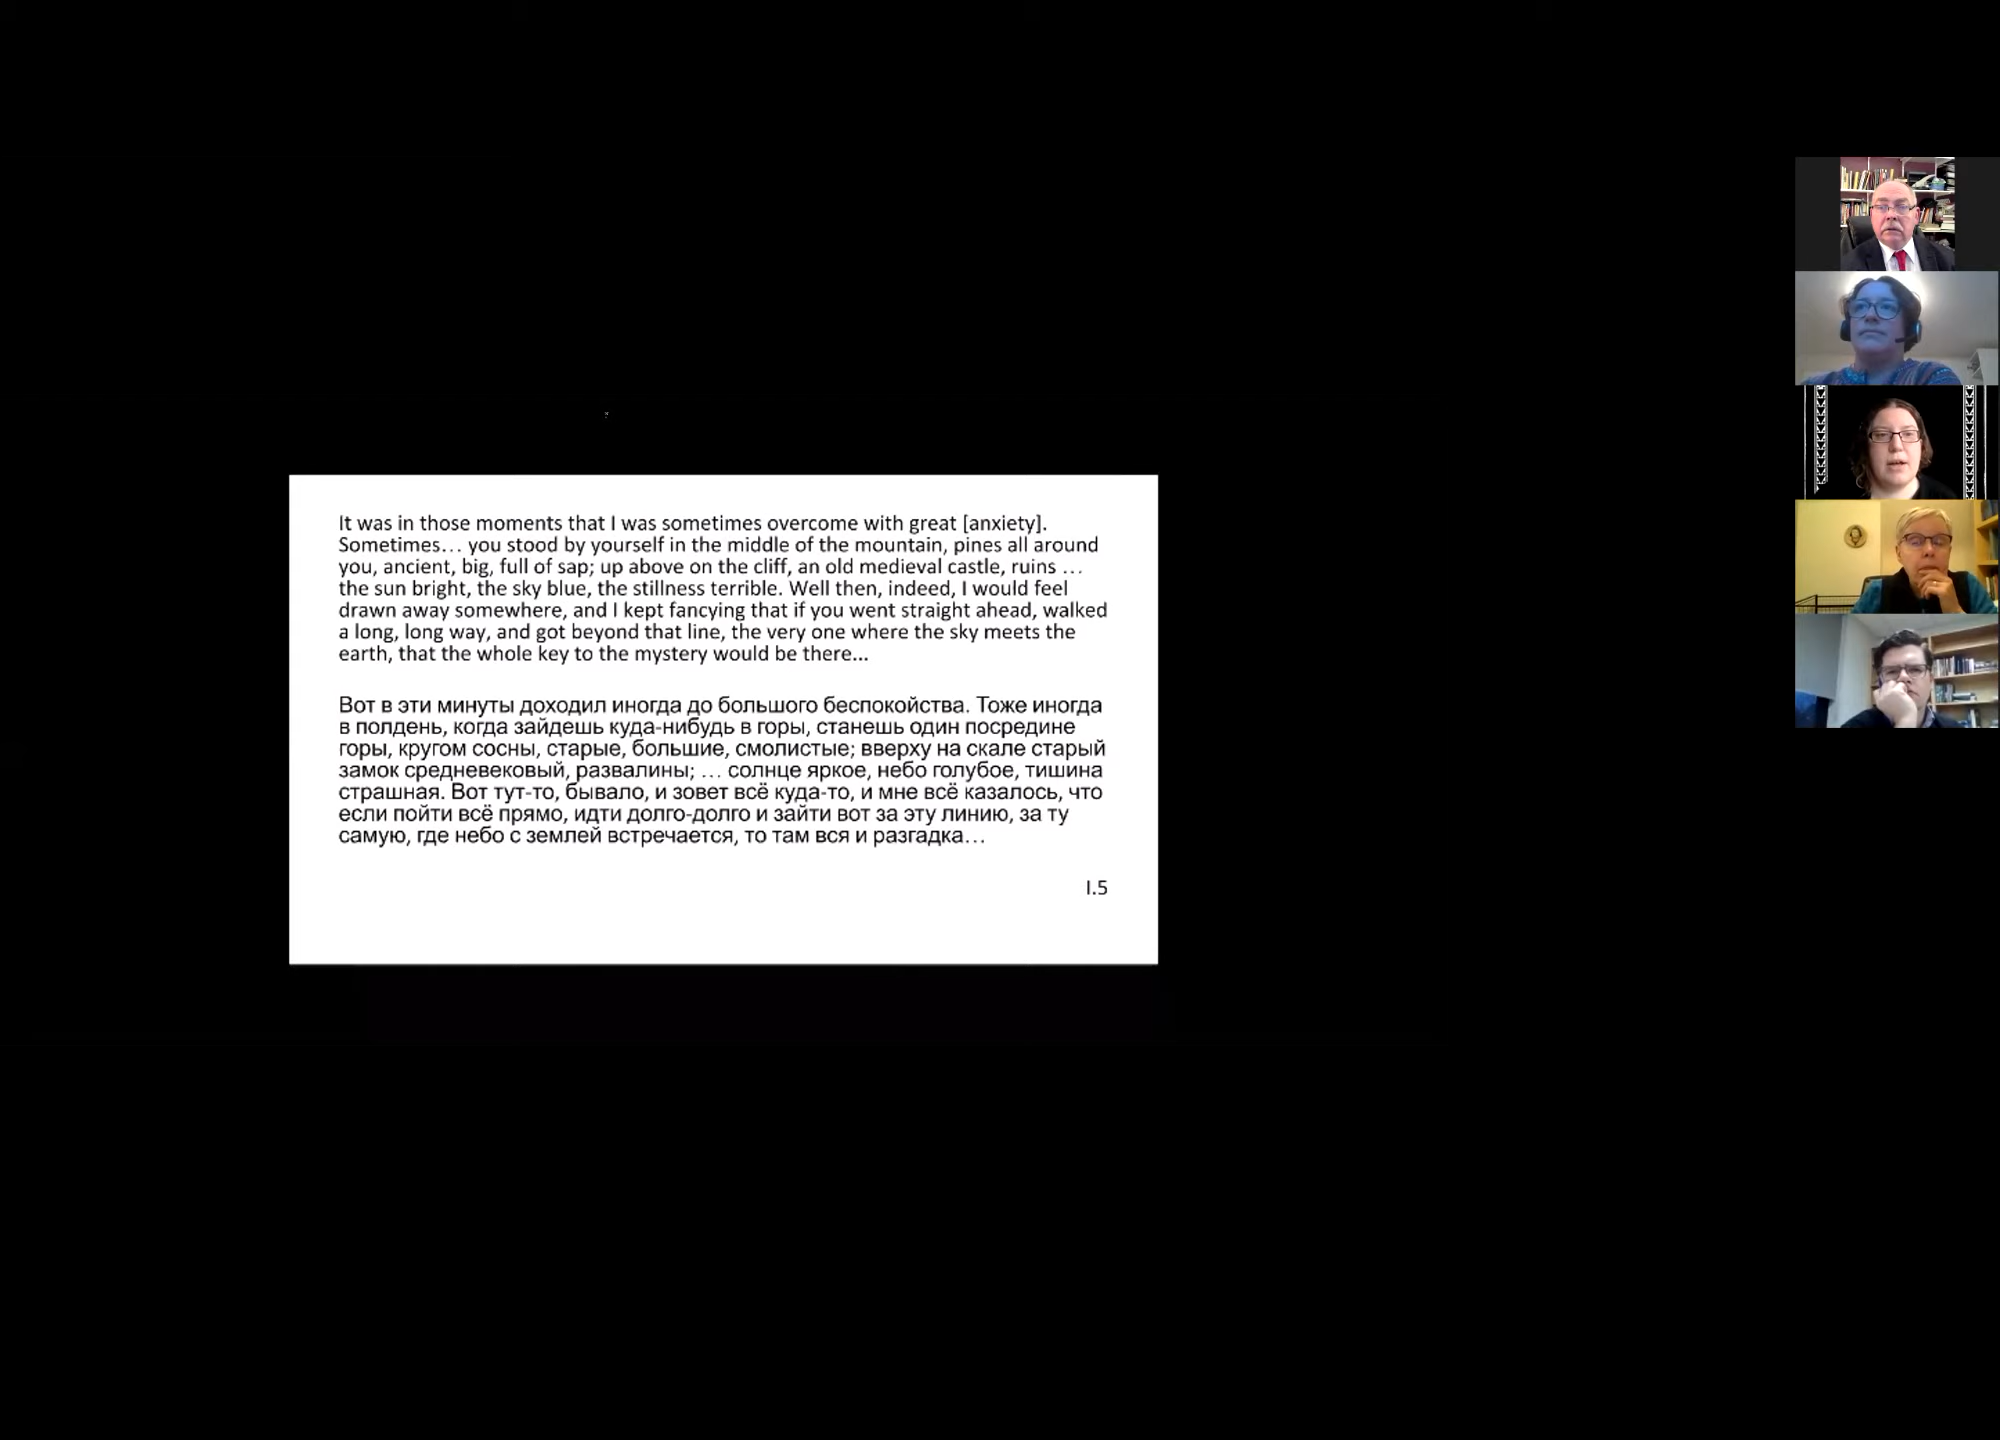 It was in those moments that I was sometimes overcome with great [anxiety].
Sometimes… you stood by yourself in the middle of the mountain, pines all around
you, ancient, big, full of sap; up above on the cliff, an old medieval castle, ruins …
the sun bright, the sky blue, the stillness terrible. Well then, indeed, I would feel
drawn away somewhere, and I kept fancying that if you went straight ahead, walked
a long, long way, and got beyond that line, the very one where the sky meets the
earth, that the whole key to the mystery would be there...
Вот в эти минуты доходил иногда до большого беспокойства. Тоже иногда
в полдень, когда зайдешь куда-нибудь в горы, станешь один посредине
горы, кругом сосны, старые, большие, смолистые; вверху на скале старый
замок средневековый, развалины; … солнце яркое, небо голубое, тишина
страшная. Вот тут-то, бывало, и зовет всё куда-то, и мне всё казалось, что
если пойти всё прямо, идти долго-долго и зайти вот за эту линию, за ту
самую, где небо с землей встречается, то там вся и разгадка…
I.5